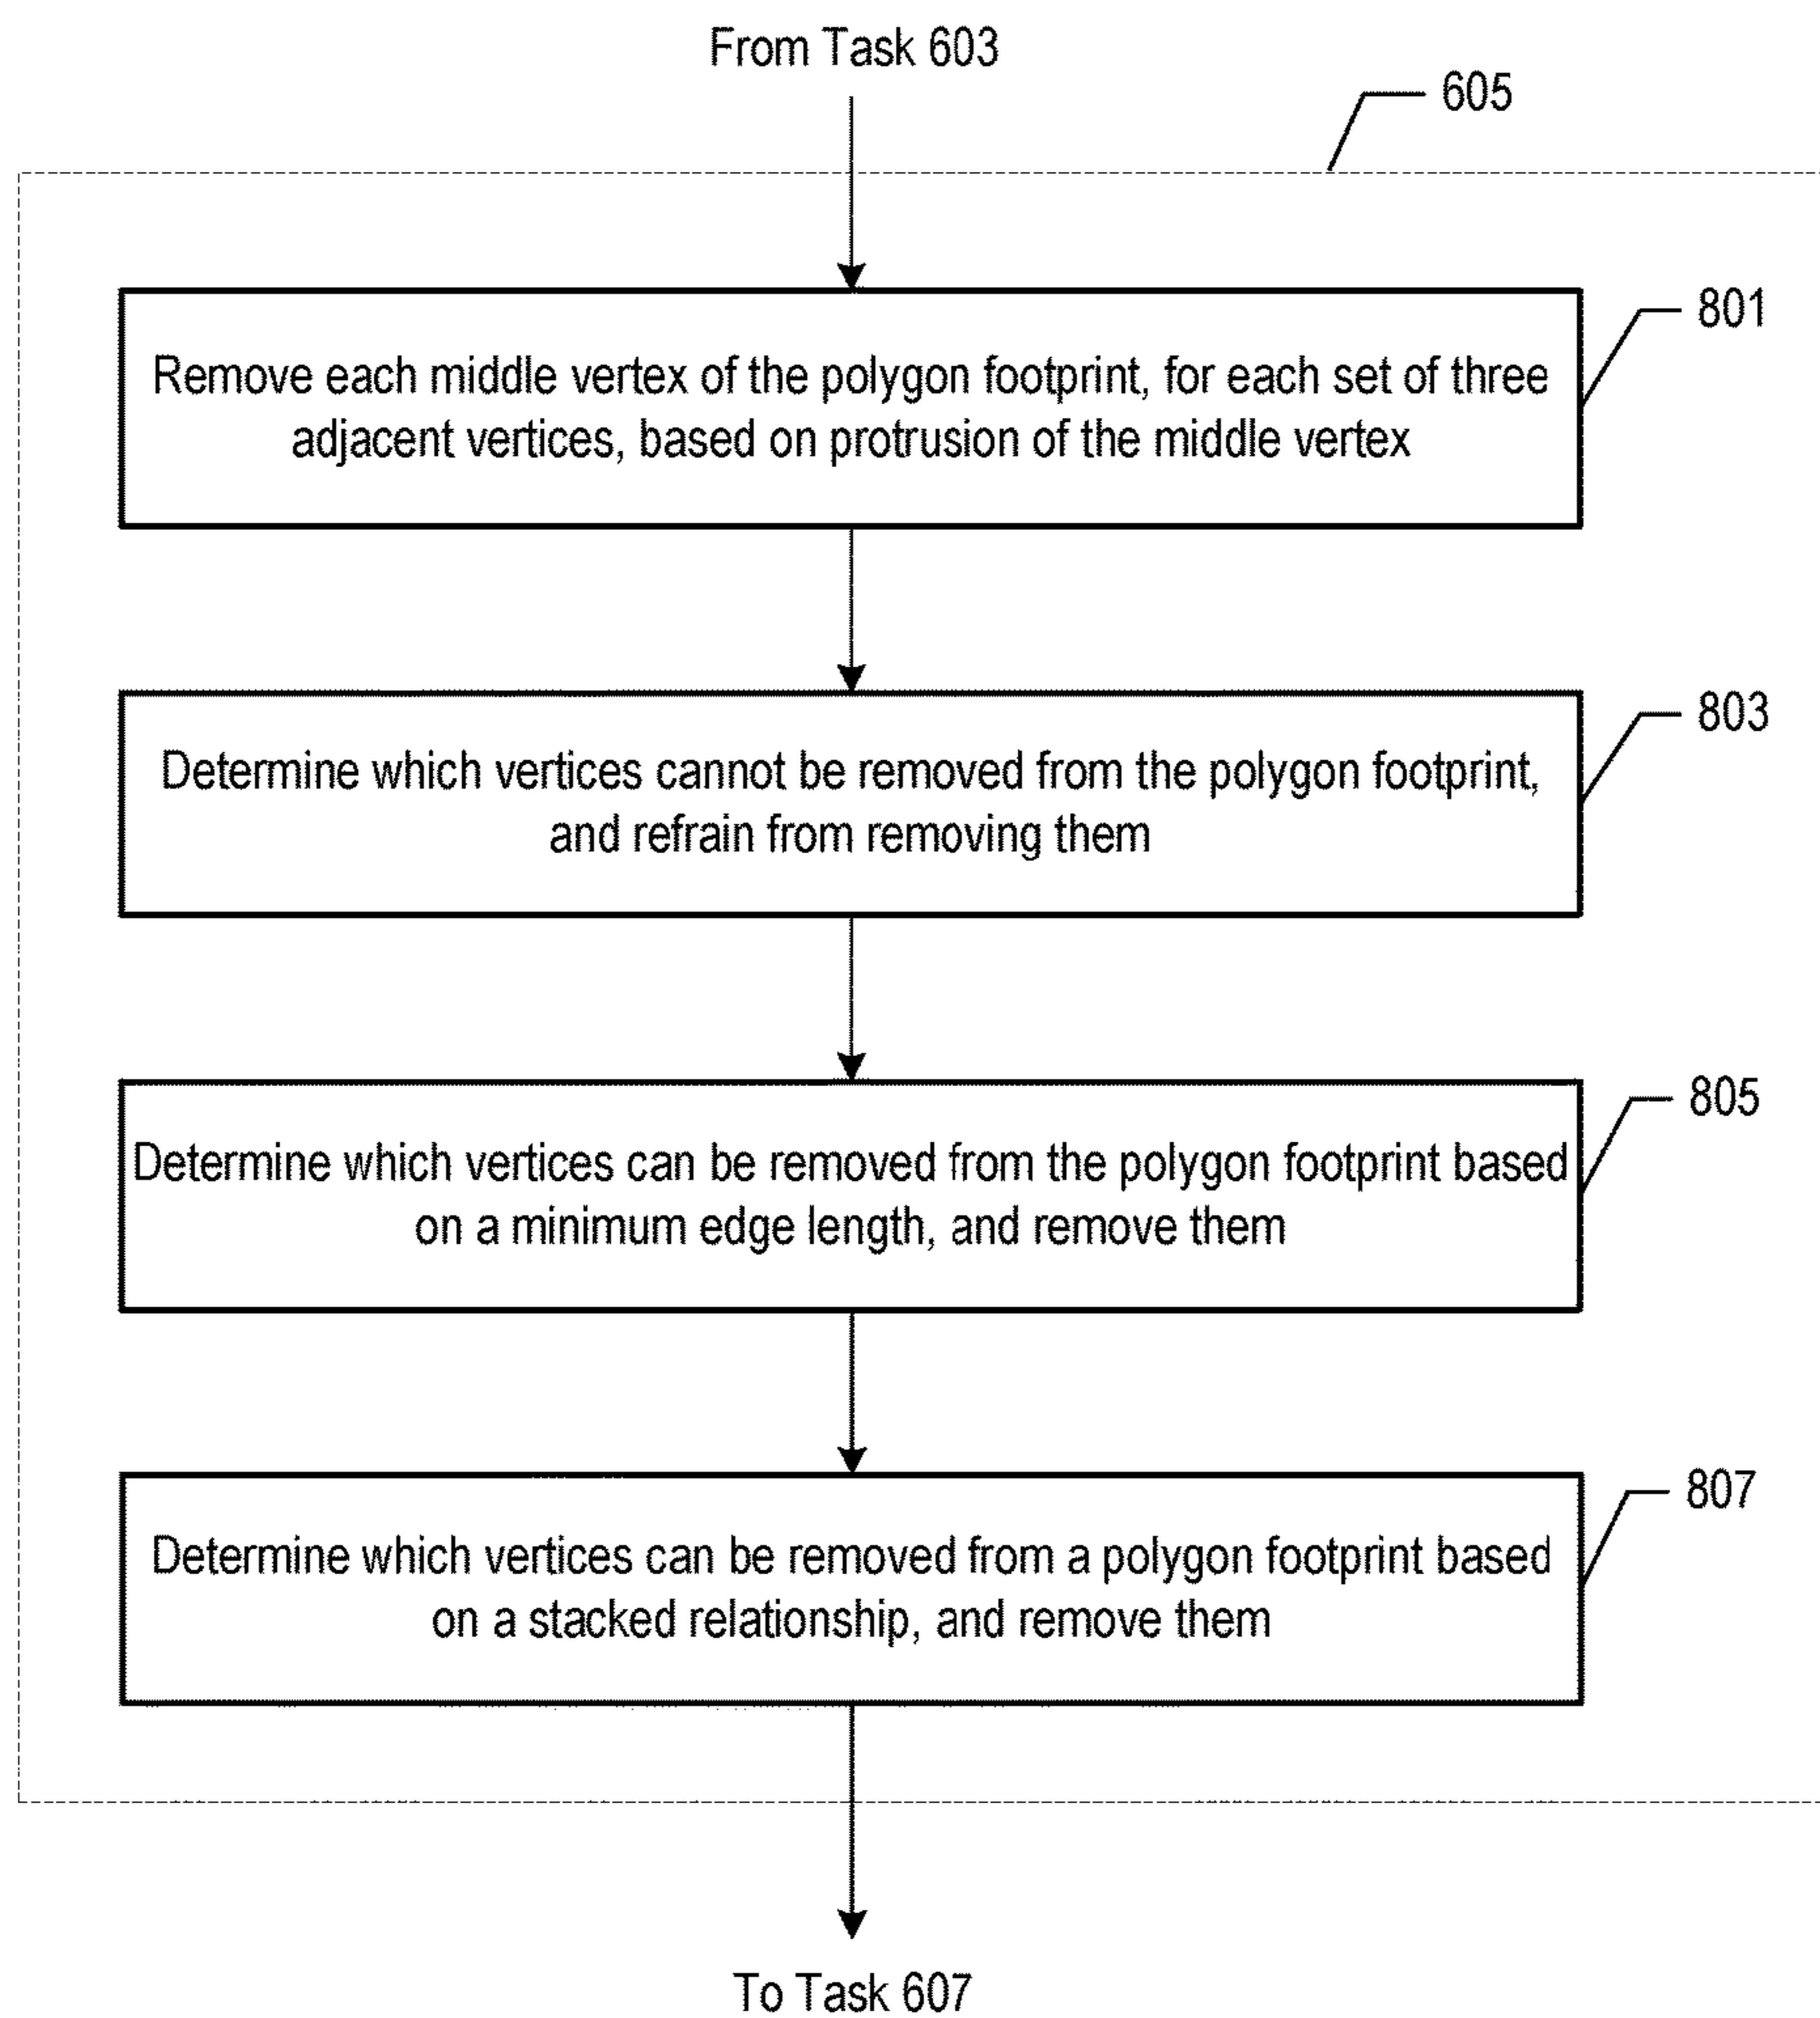 From Task 603
605
801
Remove each middle vertex of the polygon footprint, for each set of three
adjacent vertices, based on protrusion of the middle vertex
803
Determine which vertices cannot be removed from the polygon footprint,
and refrain from removing them
805
Determine which vertices can be removed from the polygon footprint based
on a minimum edge length, and remove them
807
Determine which vertices can be removed from a polygon footprint based
on a stacked relationship, and remove them
To Task 607